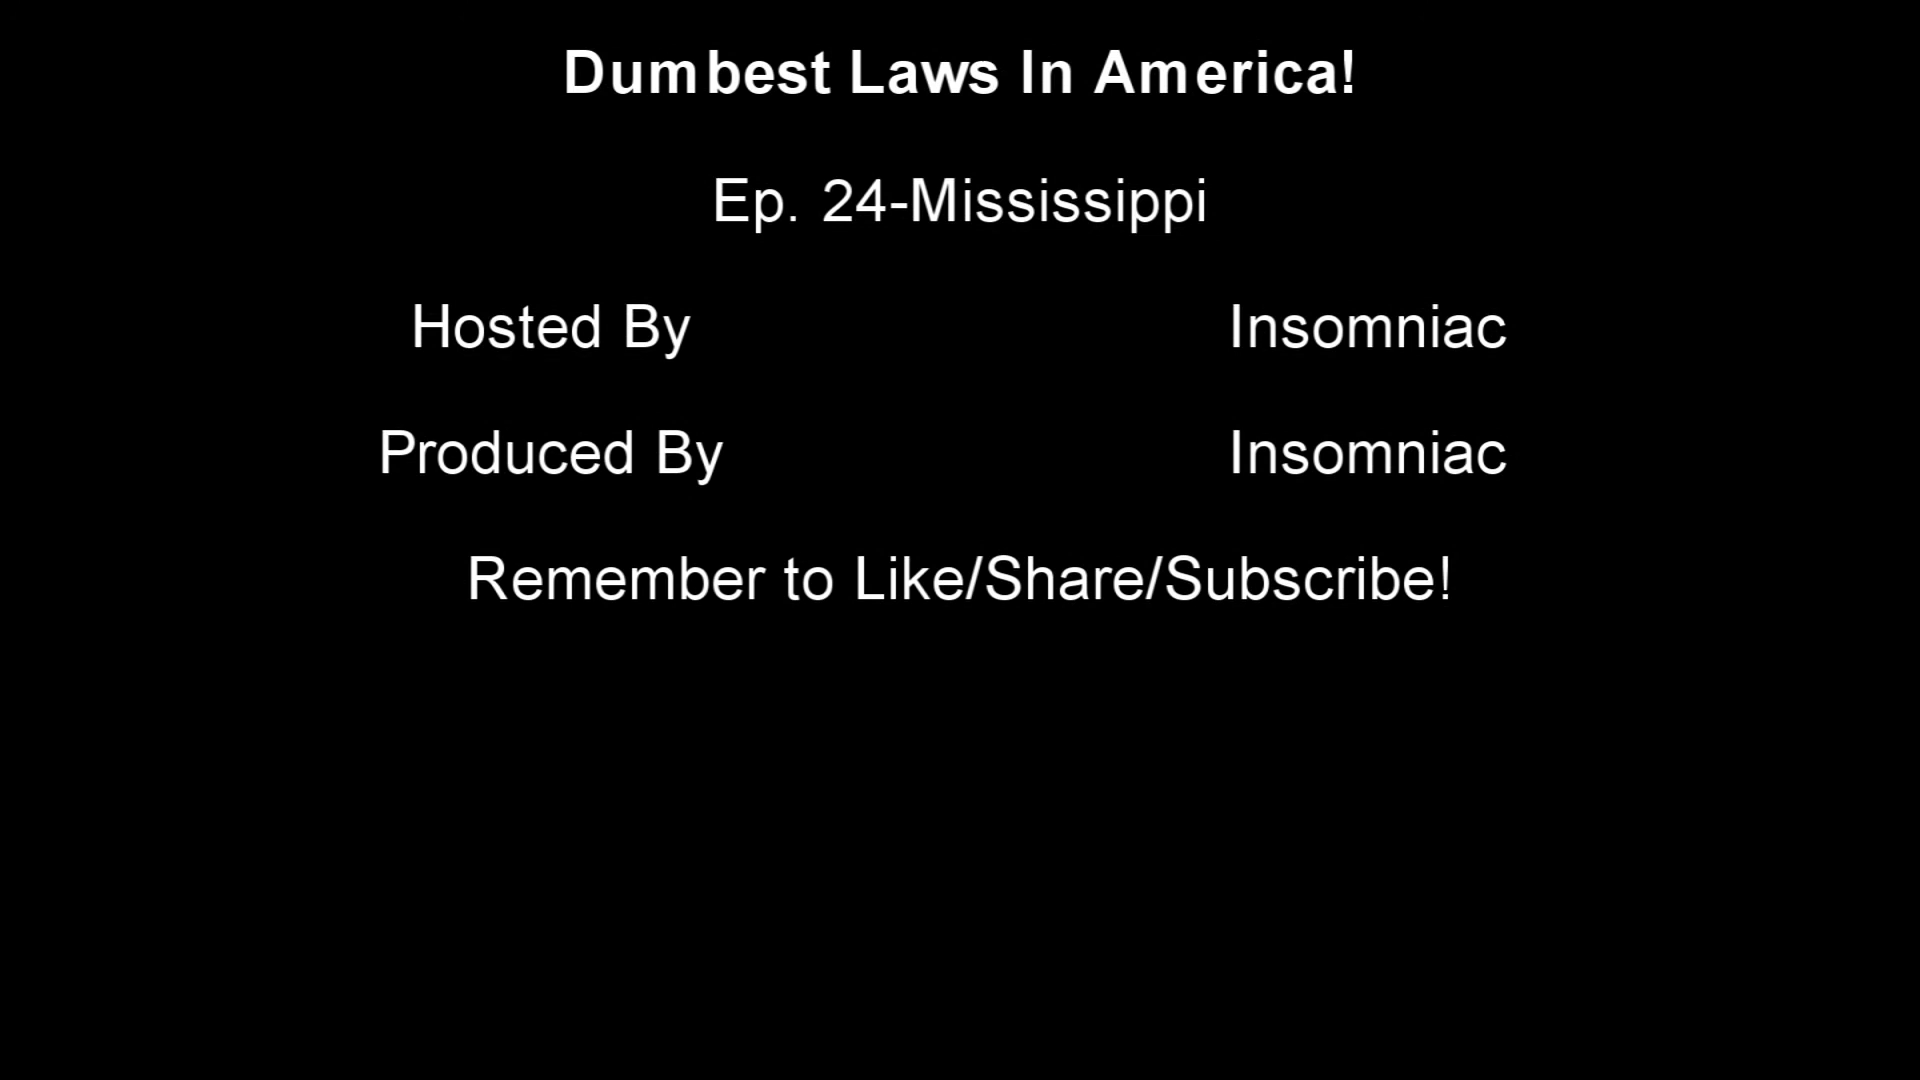 Dumbest Laws In America!
Ep. 24-Mississippi
Hosted By Insomniac
Produced By Insomniac
Remember to Like/Share/Subscribe!